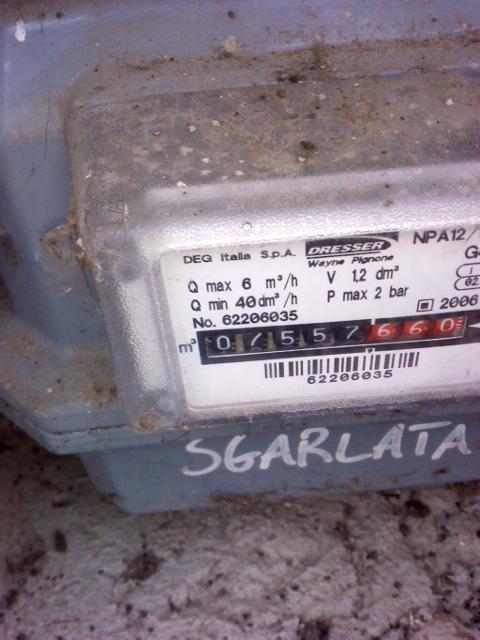 DEG Italia S.p.A.
DRESSER
Wayne Pignone
NPA12/
Q max 6 m³/h
V 1,2 dm³
Q min 40 dm³/h
P max 2 bar
2006
No. 62206035
m³ 07557660
62206035
SGARLATA